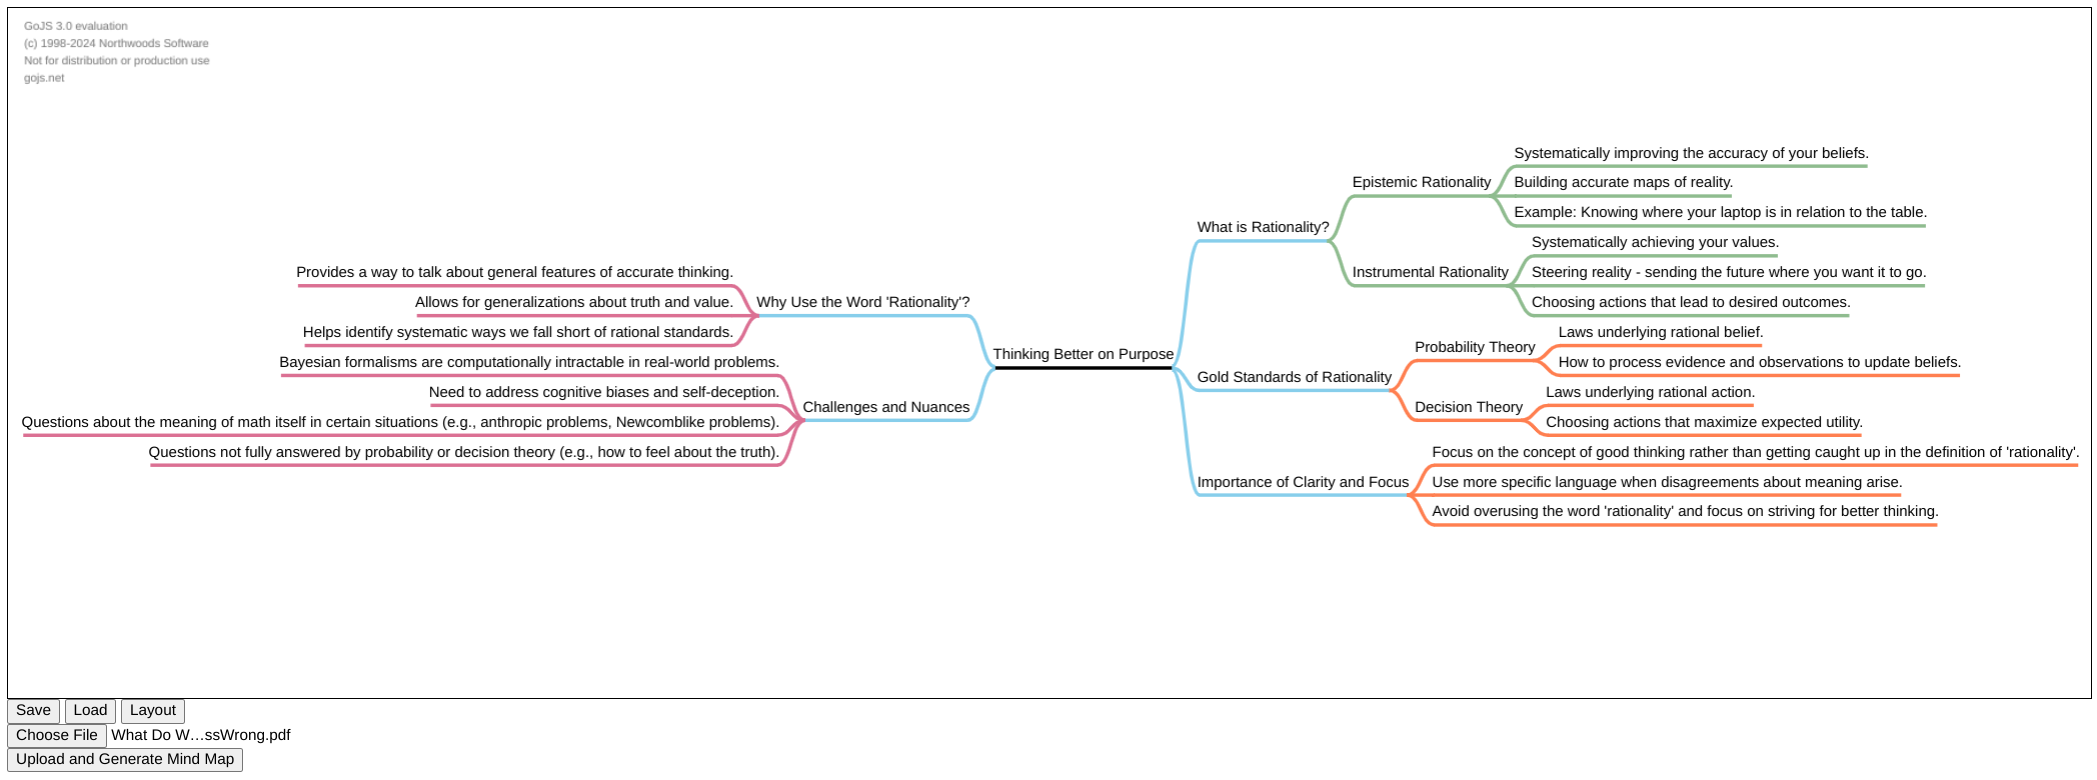 GoJS 3.0 evaluation
(c) 1998-2024 Northwoods Software
Not for distribution or production use
gojs.net
Thinking Better on Purpose
What is Rationality?
Epistemic Rationality
Systematically improving the accuracy of your beliefs.
Building accurate maps of reality.
Example: Knowing where your laptop is in relation to the table.
Instrumental Rationality
Systematically achieving your values.
Steering reality - sending the future where you want it to go.
Choosing actions that lead to desired outcomes.
Gold Standards of Rationality
Probability Theory
Laws underlying rational belief.
How to process evidence and observations to update beliefs.
Decision Theory
Laws underlying rational action.
Choosing actions that maximize expected utility.
Importance of Clarity and Focus
Focus on the concept of good thinking rather than getting caught up in the definition of 'rationality'.
Use more specific language when disagreements about meaning arise.
Avoid overusing the word 'rationality' and focus on striving for better thinking.
Why Use the Word 'Rationality'?
Provides a way to talk about general features of accurate thinking.
Allows for generalizations about truth and value.
Helps identify systematic ways we fall short of rational standards.
Challenges and Nuances
Bayesian formalisms are computationally intractable in real-world problems.
Need to address cognitive biases and self-deception.
Questions about the meaning of math itself in certain situations (e.g., anthropic problems, Newcomblike problems).
Questions not fully answered by probability or decision theory (e.g., how to feel about the truth).
Save Load Layout
Choose File What Do W…ssWrong.pdf
Upload and Generate Mind Map